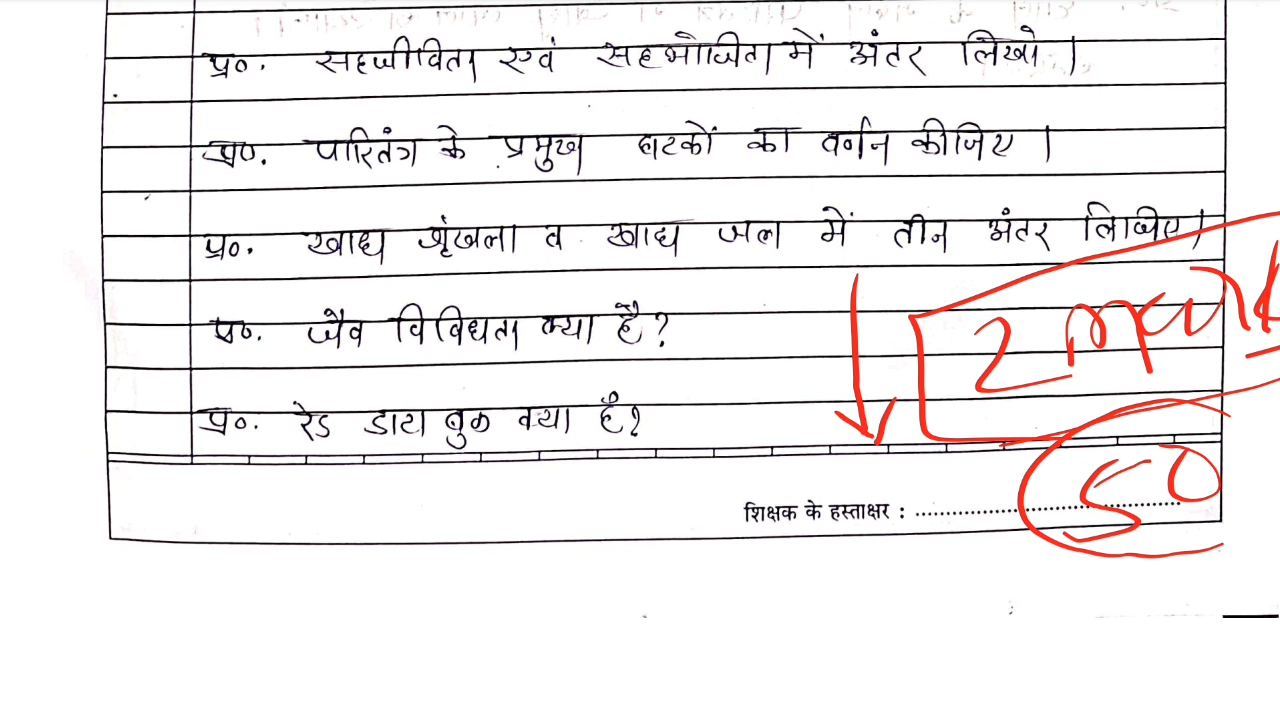 प्र०. सहजीविता एवं सहभोजिता में अंतर लिखो।
प्र०. पारितंत्र के प्रमुख घटकों का वर्णन कीजिए।
प्र०. खाद्य श्रृंखला व खाद्य जाल में तीन अंतर लिखिए।
प्र०. जैव विविधता क्या है?
प्र०. रेड डाटा बुक क्या है?
2 mark
50
शिक्षक के हस्ताक्षर : ........................................